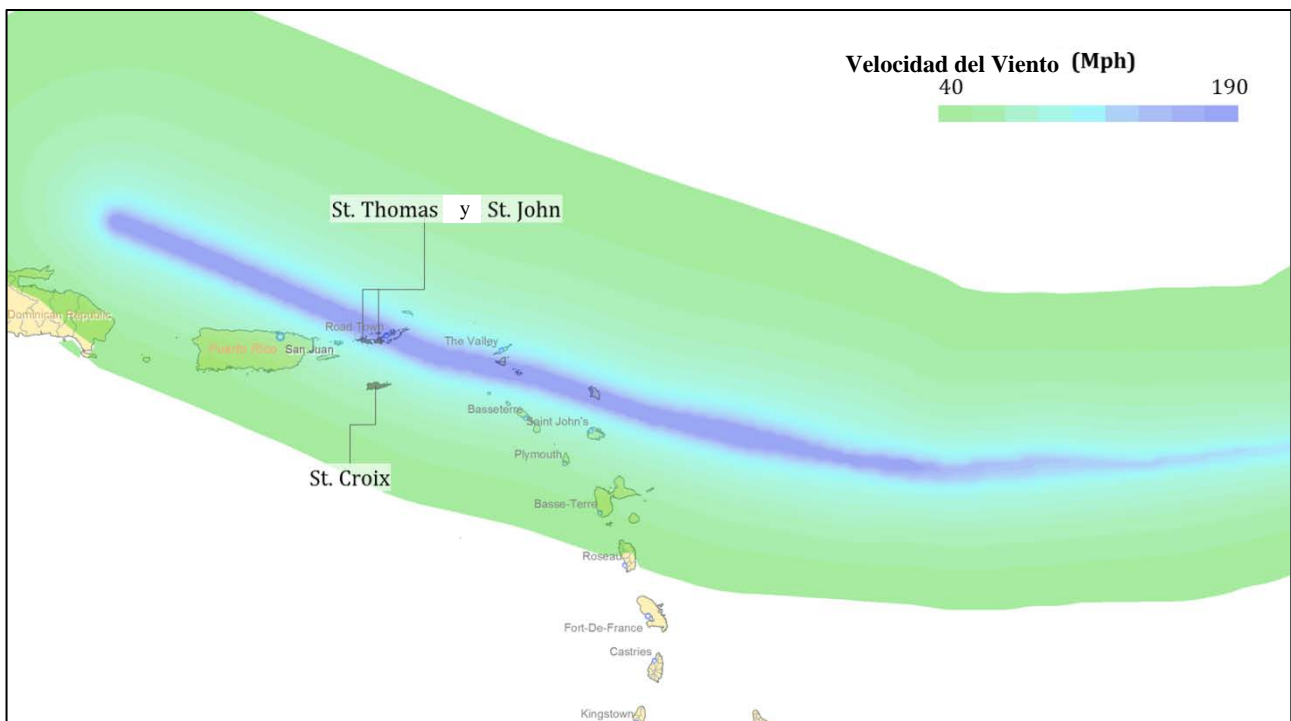 Velocidad del Viento (Mph)
40 190
St. Thomas y St. John
Dominican Republic
Road Town
Puerto Rico San Juan
The Valley
Basseterre
Saint John's
Plymouth
St. Croix
Basse-Terre
Roseau
Fort-De-France
Castries
Kingstown